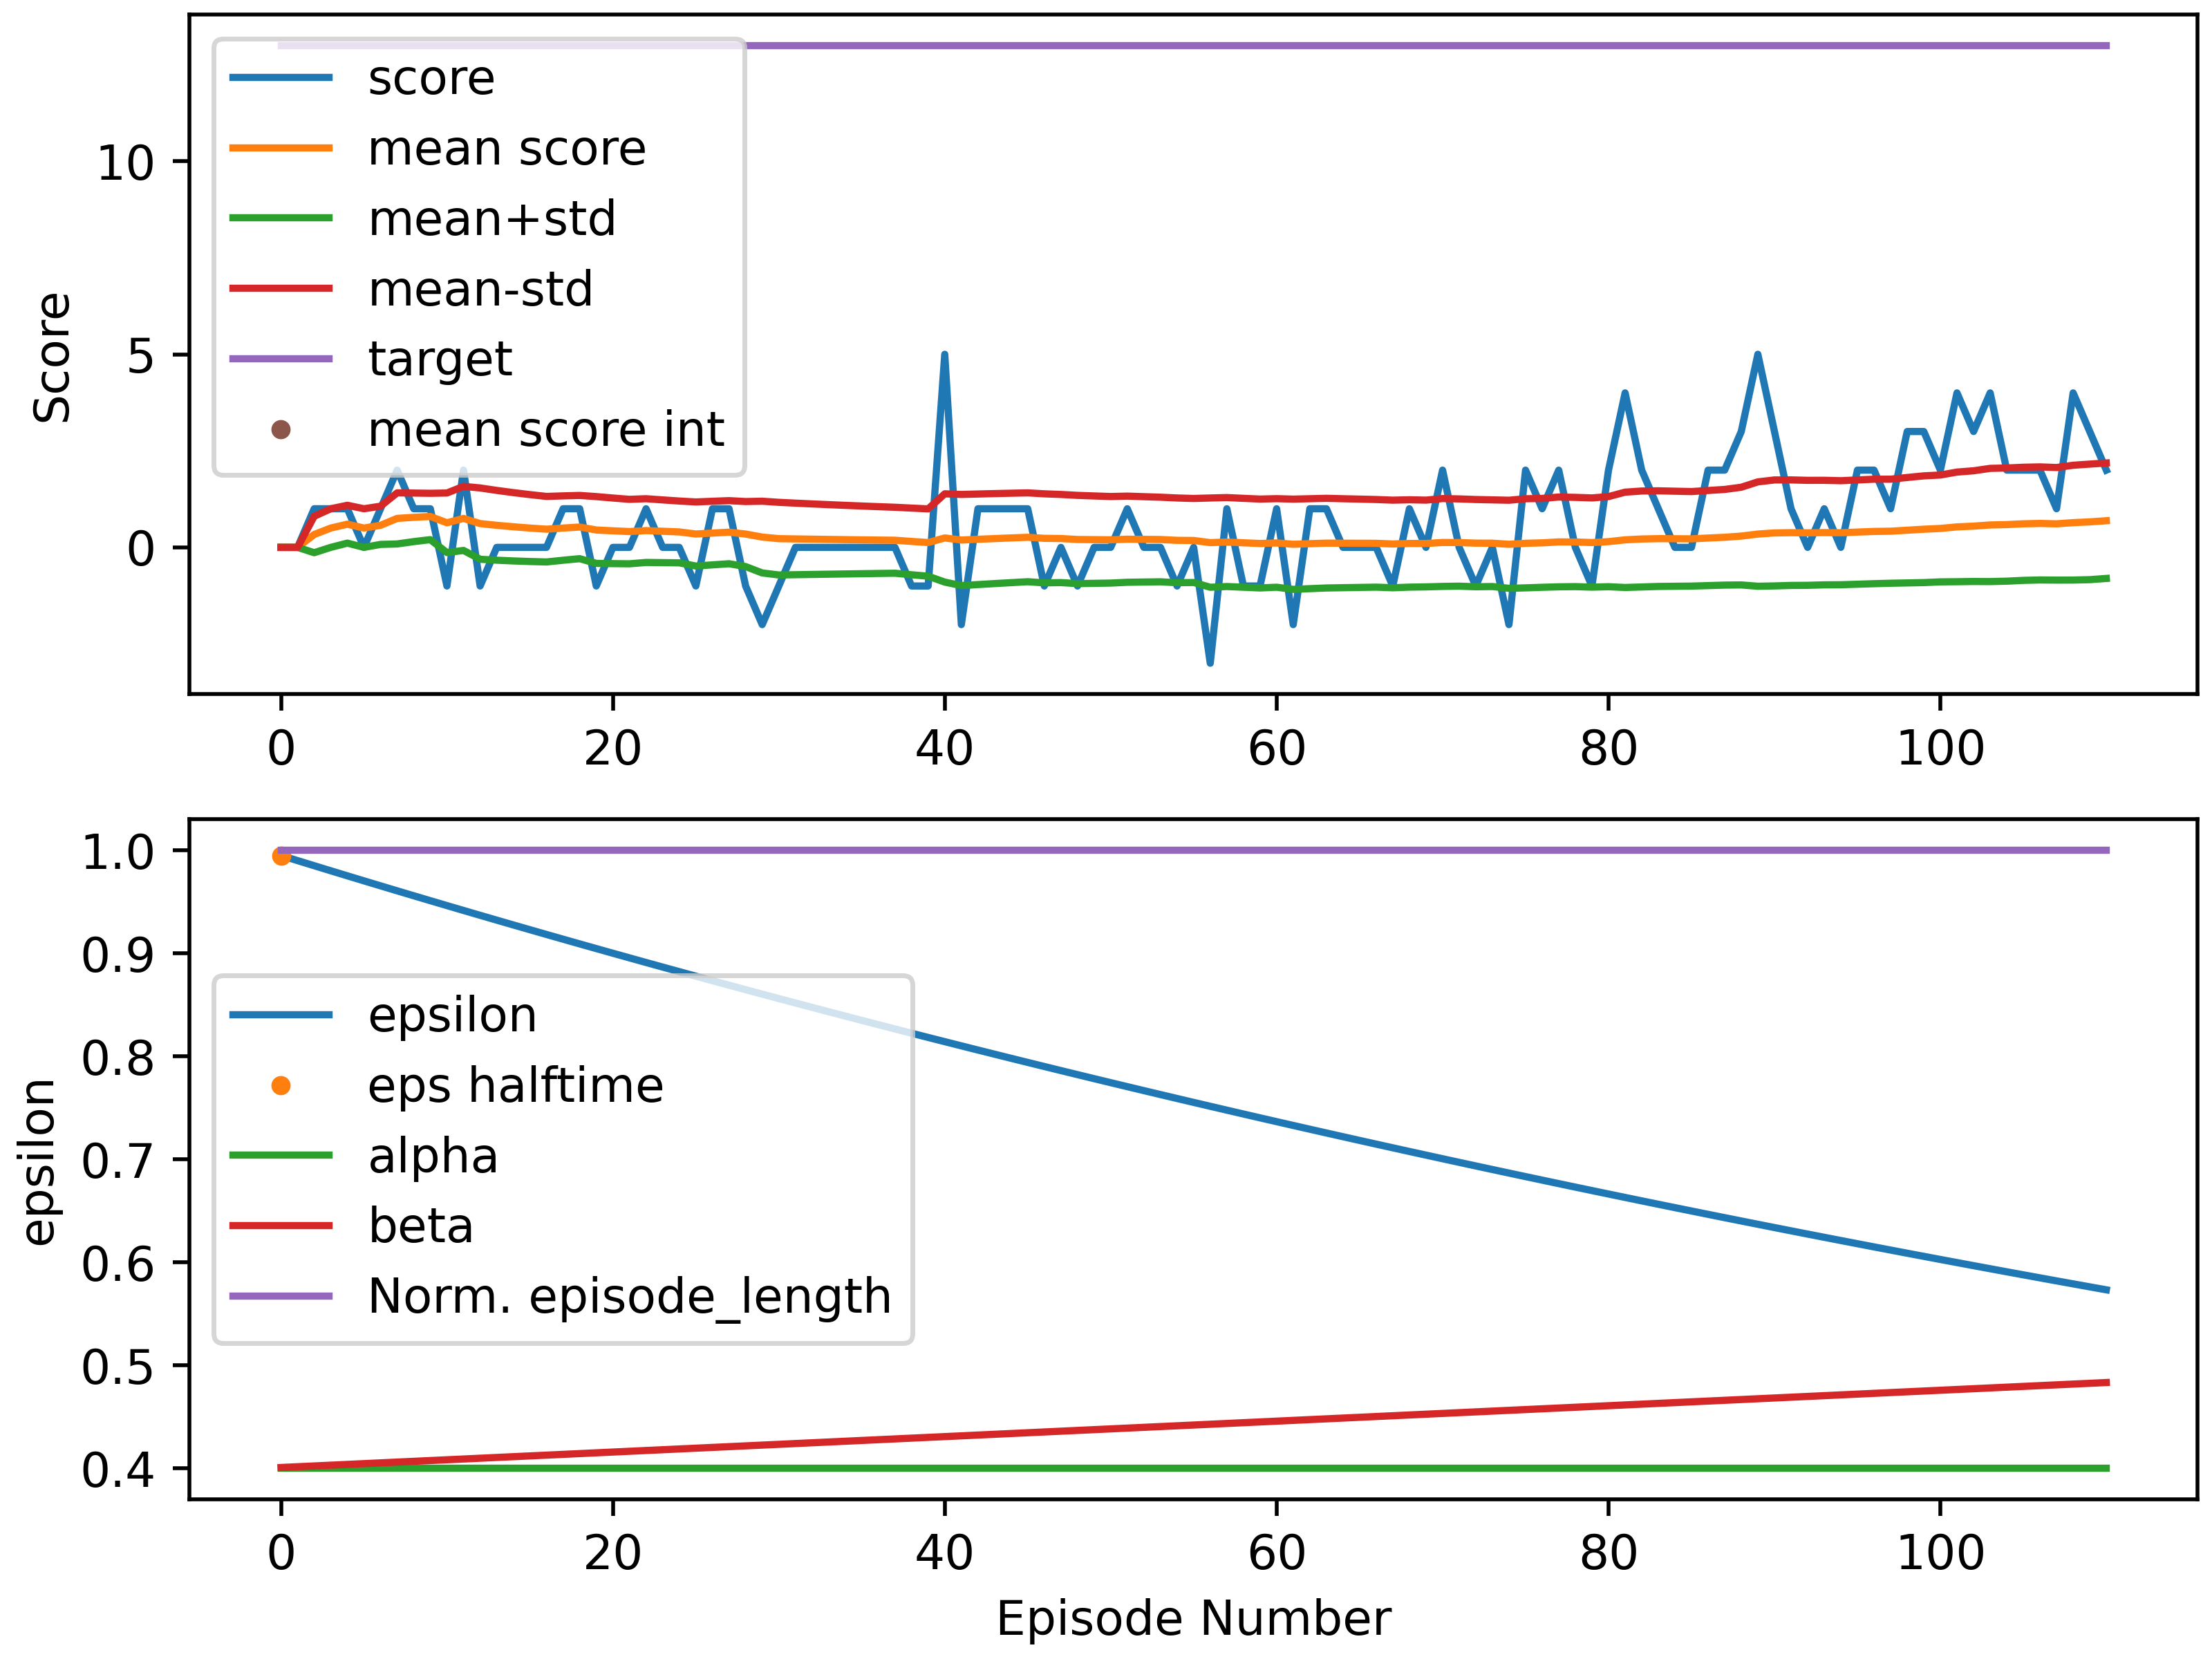 score
mean score
mean+std
mean-std
target
mean score int
Score
10
5
0
0 20 40 60 80 100
1.0
0.9
0.8
0.7
0.6
0.5
0.4
epsilon
epsilon
eps halftime
alpha
beta
Norm. episode_length
0 20 40 60 80 100
Episode Number